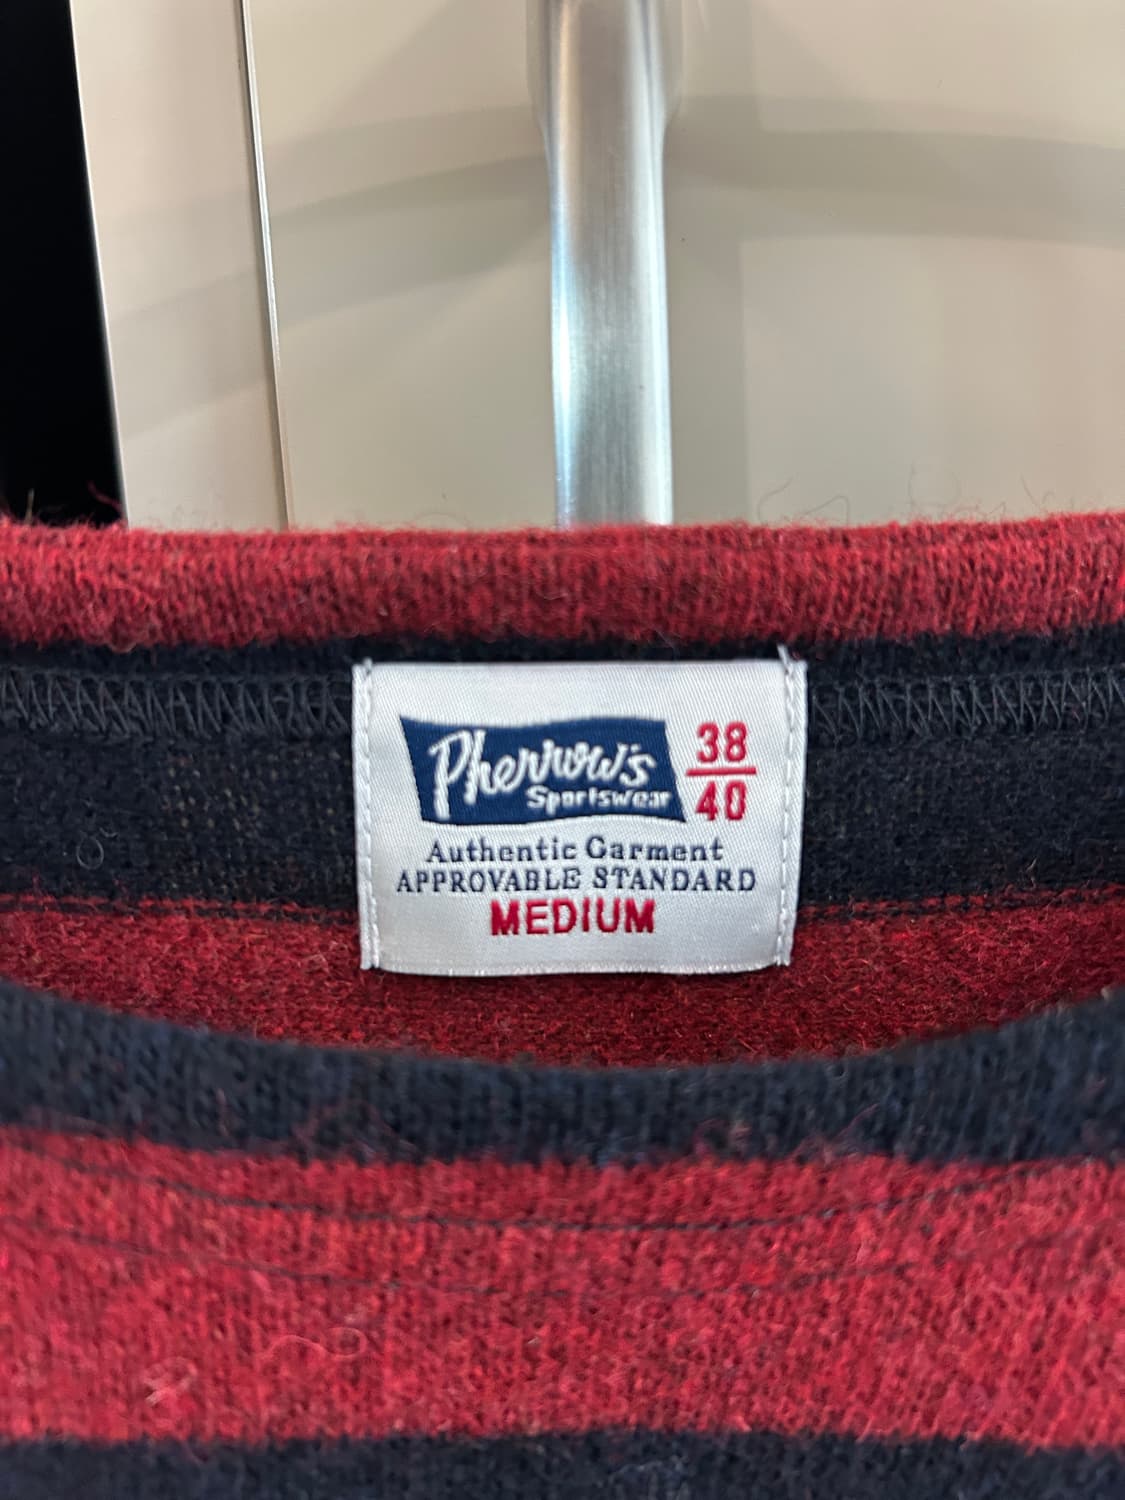 Pherrow's
Sportswear
38
40
Authentic Garment
APPROVABLE STANDARD
MEDIUM